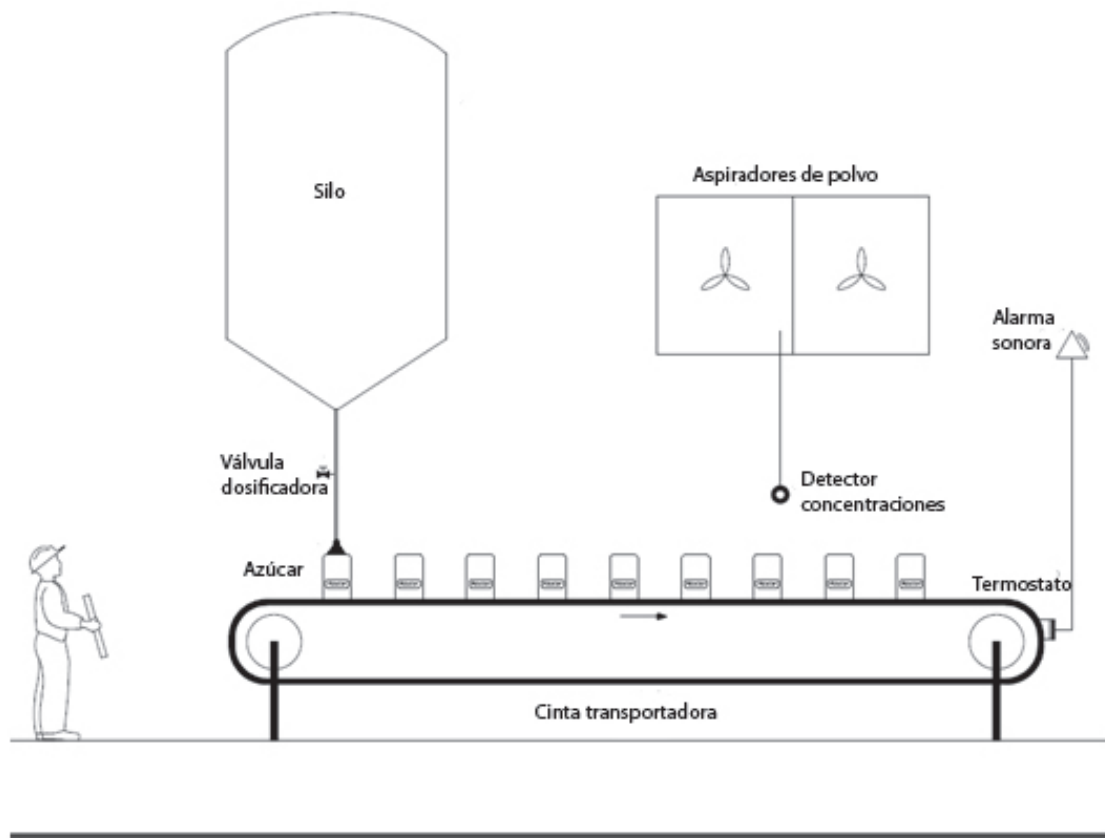 Silo
Aspiradores de polvo
Alarma
sonora
Válvula
dosificadora
Detector
concentraciones
Azúcar
Termostato
Cinta transportadora